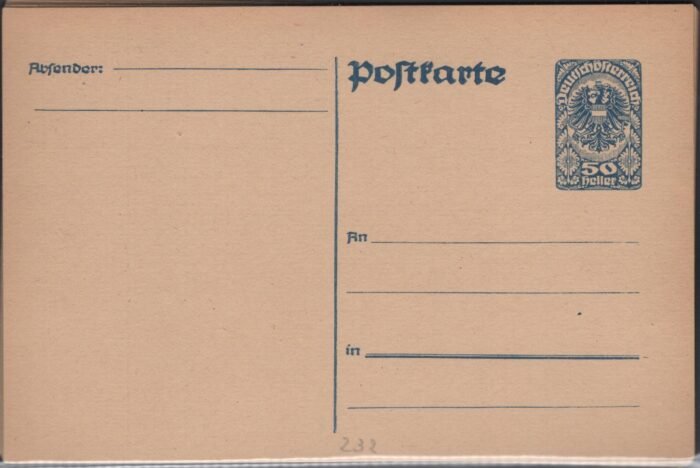 Absender:
Postkarte
Deutschösterreich
50
heller
An
in
232